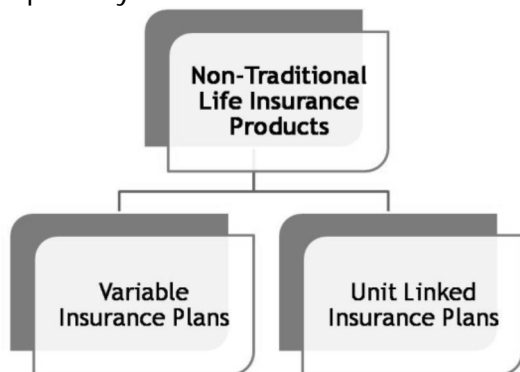 Non-Traditional
Life Insurance
Products
Variable
Insurance Plans
Unit Linked
Insurance Plans